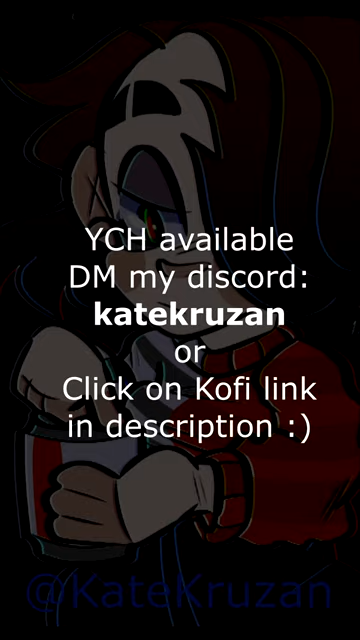 YCH available
DM my discord:
katekruzan
or
Click on Kofi link
in description :)
@KateKruzan